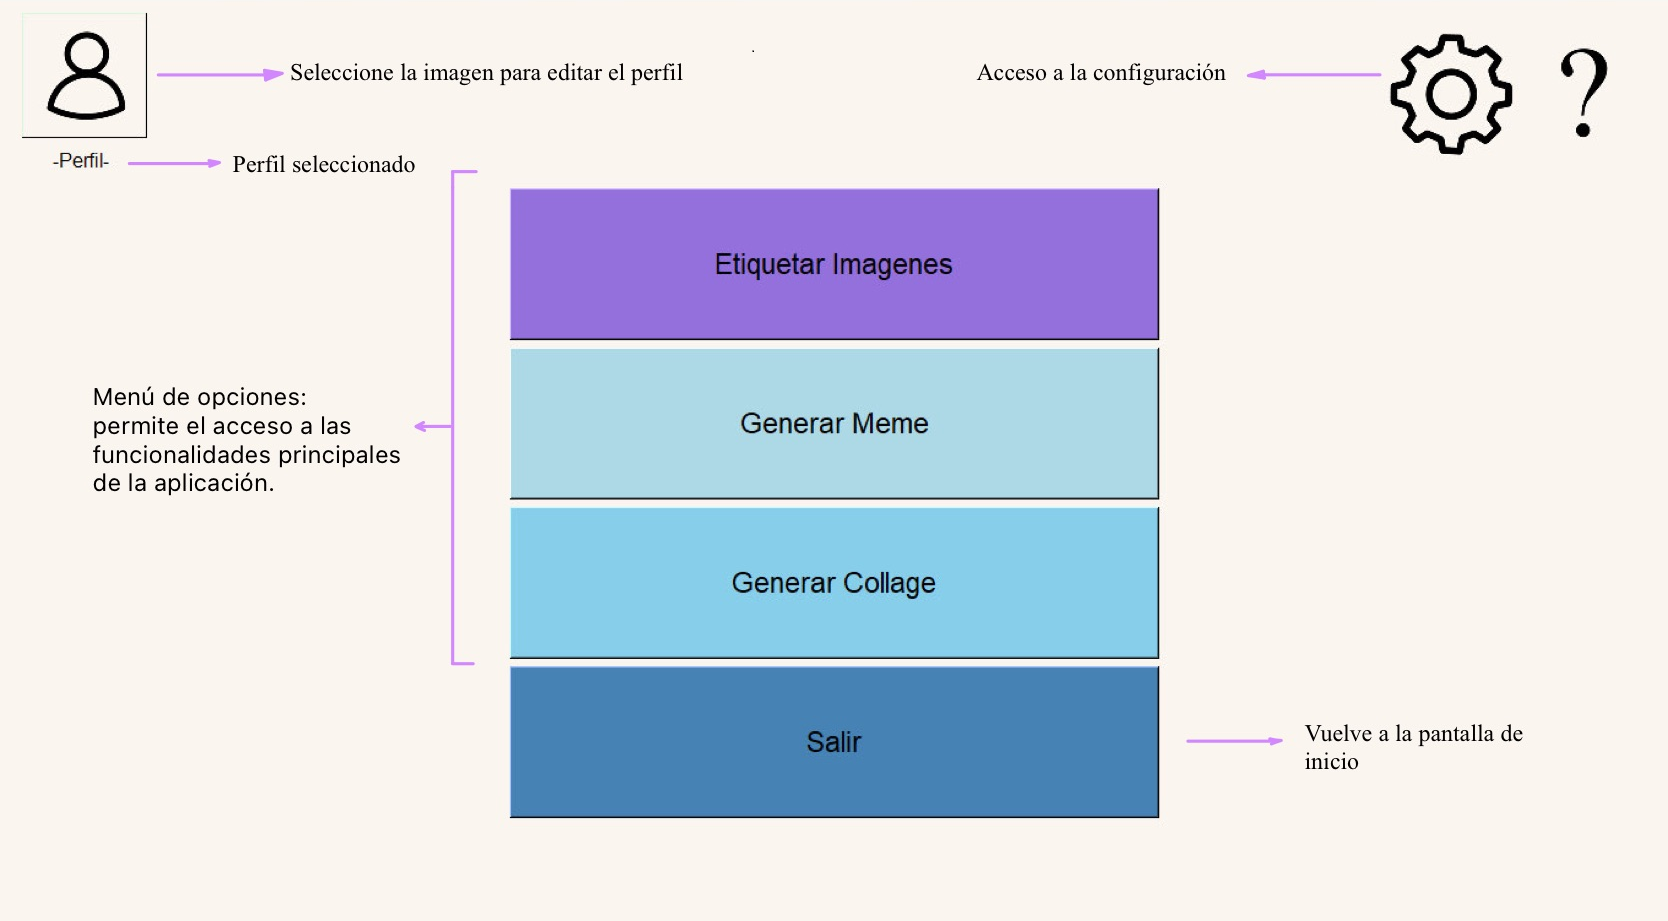 Seleccione la imagen para editar el perfil
Acceso a la configuración
?
-Perfil-
Perfil seleccionado
Etiquetar Imagenes
Menú de opciones:
permite el acceso a las
funcionalidades principales
de la aplicación.
Generar Meme
Generar Collage
Salir
Vuelve a la pantalla de
inicio